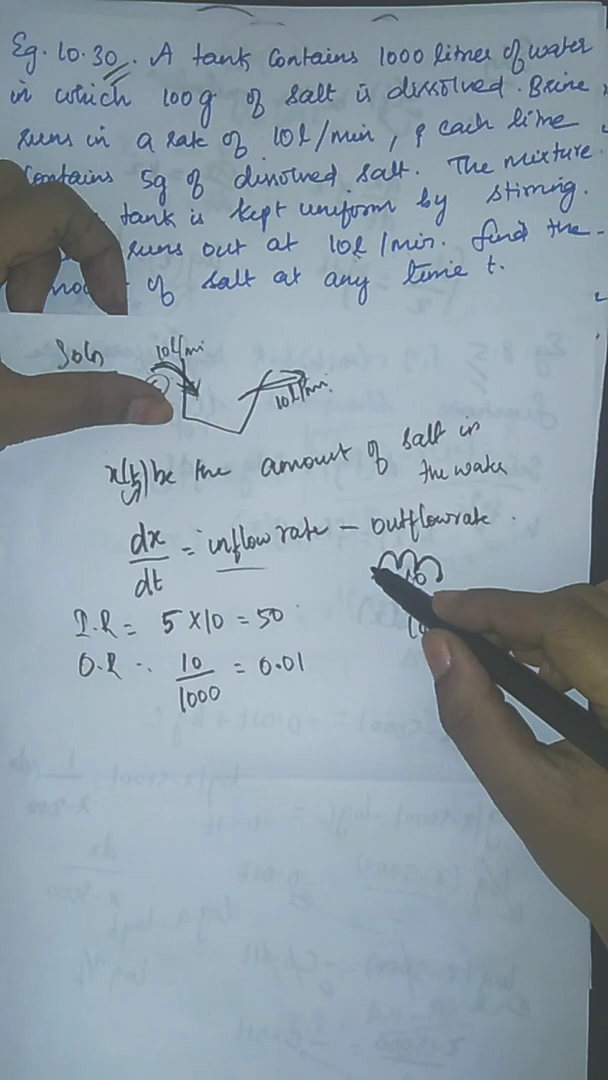 Eg. 10.30. A tank contains 1000 litres of water
in which 100g of salt is dissolved. Brine
runs in a rate of 10l/min, & each litre
contains 5g of dissolved salt. The mixture
tank is kept uniform by stirring.
runs out at 10l/min. find the
of salt at any time t.
Soln
10l/mi
10l/min
x(t) be the amount of salt in
the water
dx/dt = inflow rate - outflow rate.
I.R = 5 × 10 = 50
O.R = 10/1000 = 0.01